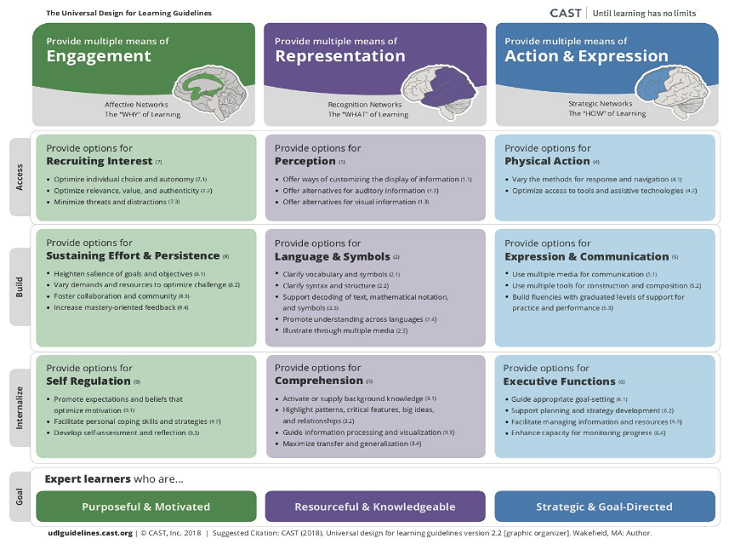 The Universal Design for Learning Guidelines
CAST | Until learning has no limits
Provide multiple means of
Engagement
Affective Networks
The "WHY" of Learning
Provide multiple means of
Representation
Recognition Networks
The "WHAT" of Learning
Provide multiple means of
Action & Expression
Strategic Networks
The "HOW" of Learning
Access
Provide options for
Recruiting Interest (7)
• Optimize individual choice and autonomy (7.1)
• Optimize relevance, value, and authenticity (7.2)
• Minimize threats and distractions (7.3)
Provide options for
Perception (1)
• Offer ways of customizing the display of information (1.1)
• Offer alternatives for auditory information (1.2)
• Offer alternatives for visual information (1.3)
Provide options for
Physical Action (4)
• Vary the methods for response and navigation (4.1)
• Optimize access to tools and assistive technologies (4.2)
Build
Provide options for
Sustaining Effort & Persistence (8)
• Heighten salience of goals and objectives (8.1)
• Vary demands and resources to optimize challenge (8.2)
• Foster collaboration and community (8.3)
• Increase mastery-oriented feedback (8.4)
Provide options for
Language & Symbols (2)
• Clarify vocabulary and symbols (2.1)
• Clarify syntax and structure (2.2)
• Support decoding of text, mathematical notation,
and symbols (2.3)
• Promote understanding across languages (2.4)
• Illustrate through multiple media (2.5)
Provide options for
Expression & Communication (5)
• Use multiple media for communication (5.1)
• Use multiple tools for construction and composition (5.2)
• Build fluencies with graduated levels of support for
practice and performance (5.3)
Internalize
Provide options for
Self Regulation (9)
• Promote expectations and beliefs that
optimize motivation (9.1)
• Facilitate personal coping skills and strategies (9.2)
• Develop self-assessment and reflection (9.3)
Provide options for
Comprehension (3)
• Activate or supply background knowledge (3.1)
• Highlight patterns, critical features, big ideas,
and relationships (3.2)
• Guide information processing and visualization (3.3)
• Maximize transfer and generalization (3.4)
Provide options for
Executive Functions (6)
• Guide appropriate goal-setting (6.1)
• Support planning and strategy development (6.2)
• Facilitate managing information and resources (6.3)
• Enhance capacity for monitoring progress (6.4)
Goal
Expert learners who are...
Purposeful & Motivated
Resourceful & Knowledgeable
Strategic & Goal-Directed
udlguidelines.cast.org | © CAST, Inc. 2018 | Suggested Citation: CAST (2018). Universal design for learning guidelines version 2.2 [graphic organizer]. Wakefield, MA: Author.